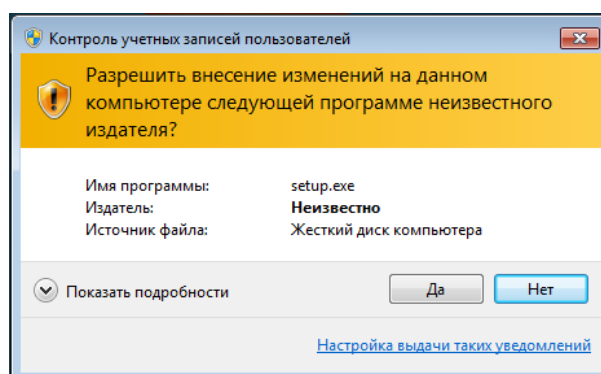 Контроль учетных записей пользователей
Разрешить внесение изменений на данном
компьютере следующей программе неизвестного
издателя?
Имя программы: setup.exe
Издатель: Неизвестно
Источник файла: Жесткий диск компьютера
Показать подробности Да Нет
Настройка выдачи таких уведомлений